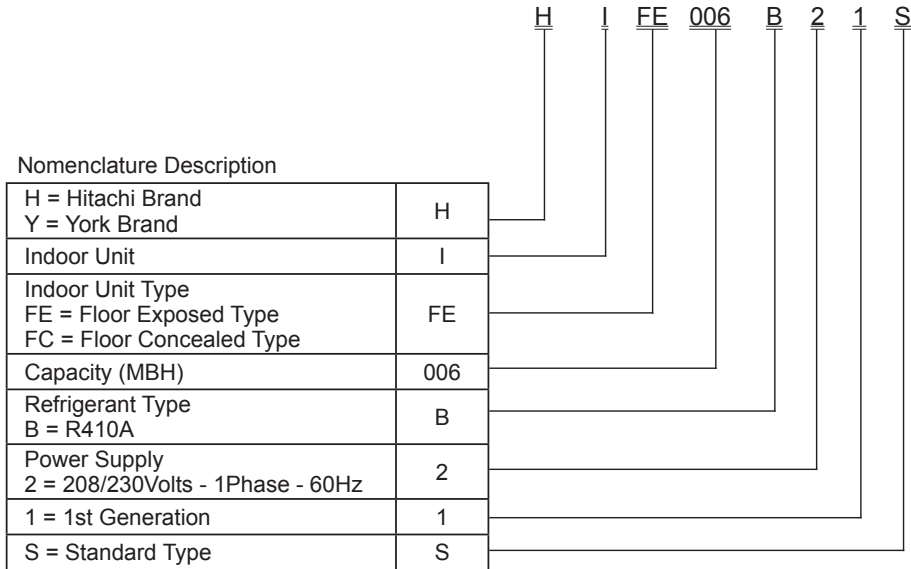 H I FE 006 B 2 1 S
Nomenclature Description
H = Hitachi Brand
Y = York Brand
H
Indoor Unit
I
Indoor Unit Type
FE = Floor Exposed Type
FC = Floor Concealed Type
FE
Capacity (MBH)
006
Refrigerant Type
B = R410A
B
Power Supply
2 = 208/230Volts - 1Phase - 60Hz
2
1 = 1st Generation
1
S = Standard Type
S